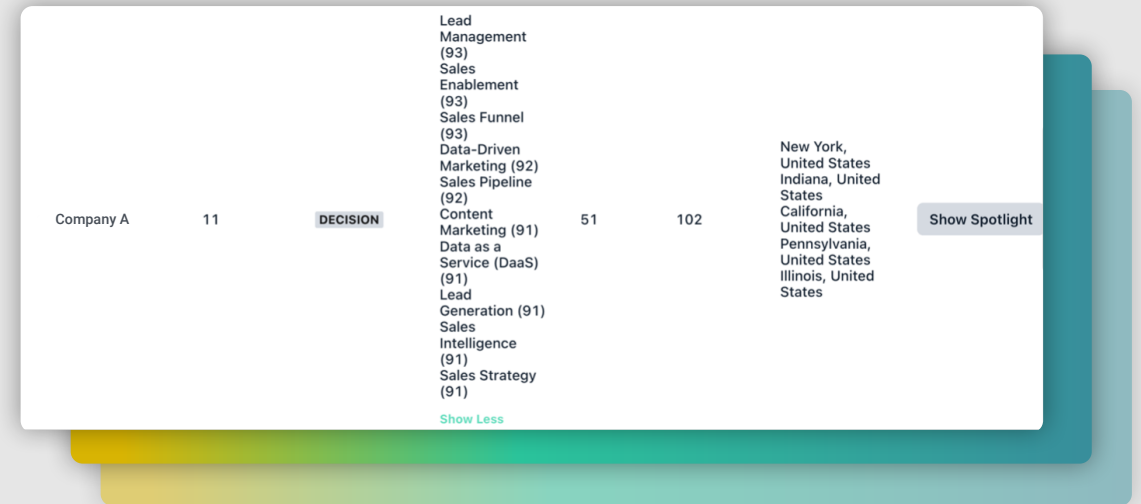 Company A
11
DECISION
Lead
Management
(93)
Sales
Enablement
(93)
Sales Funnel
(93)
Data-Driven
Marketing (92)
Sales Pipeline
(92)
Content
Marketing (91)
Data as a
Service (DaaS)
(91)
Lead
Generation (91)
Sales
Intelligence
(91)
Sales Strategy
(91)
Show Less
51
102
New York,
United States
Indiana, United
States
California,
United States
Pennsylvania,
United States
Illinois, United
States
Show Spotlight